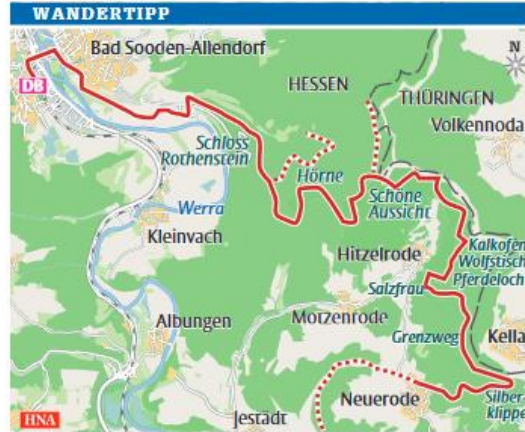 WANDERTIPP
Bad Sooden-Allendorf
N
DB
HESSEN
THÜRINGEN
Volkennoda
Schloss
Rothenstein
Hörne
Schöne
Aussicht
Werra
Kleinvach
Hitzelrode
Kalkofen
Wolfstisch
Pferdeloch
Salzfrau
Motzenrode
Albungen
Grenzweg
Kella
Neuerode
Silber-
klippe
Jestädt
HNA